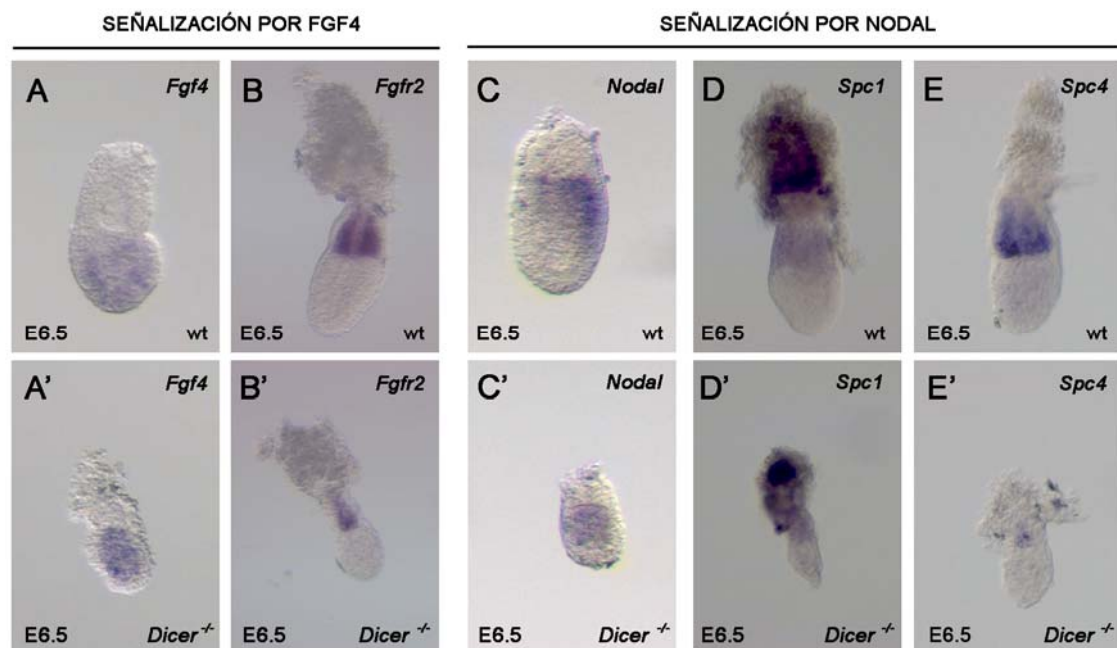 SEÑALIZACIÓN POR FGF4 SEÑALIZACIÓN POR NODAL
A Fgf4 B Fgfr2 C Nodal D Spc1 E Spc4
E6.5 wt E6.5 wt E6.5 wt E6.5 wt E6.5 wt
A' Fgf4 B' Fgfr2 C' Nodal D' Spc1 E' Spc4
E6.5 Dicer -/- E6.5 Dicer -/- E6.5 Dicer -/- E6.5 Dicer -/- E6.5 Dicer -/-